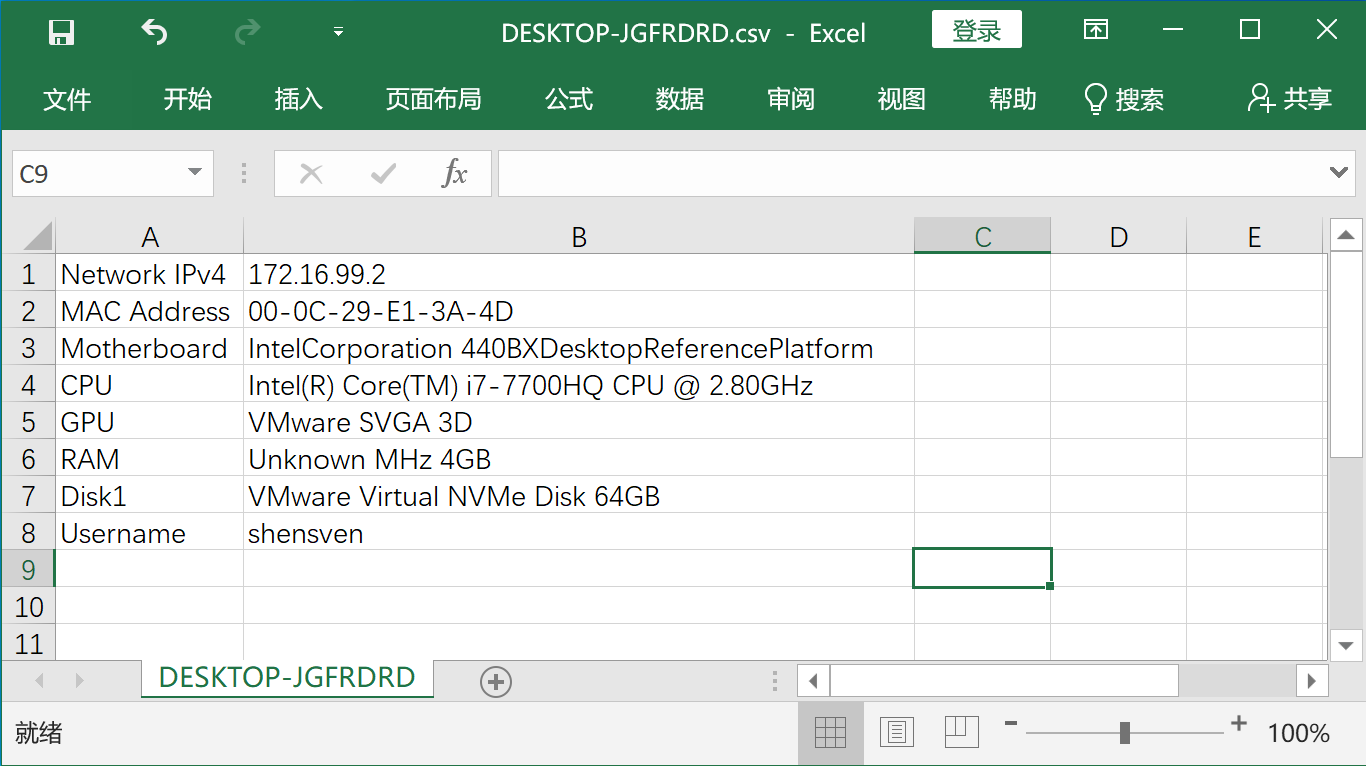 DESKTOP-JGFRDRD.csv - Excel 登录
文件 开始 插入 页面布局 公式 数据 审阅 视图 帮助 搜索 共享
C9 fx
A B C D E
1 Network IPv4 172.16.99.2
2 MAC Address 00-0C-29-E1-3A-4D
3 Motherboard IntelCorporation 440BXDesktopReferencePlatform
4 CPU Intel(R) Core(TM) i7-7700HQ CPU @ 2.80GHz
5 GPU VMware SVGA 3D
6 RAM Unknown MHz 4GB
7 Disk1 VMware Virtual NVMe Disk 64GB
8 Username shensven
9
10
11
DESKTOP-JGFRDRD
就绪 100%